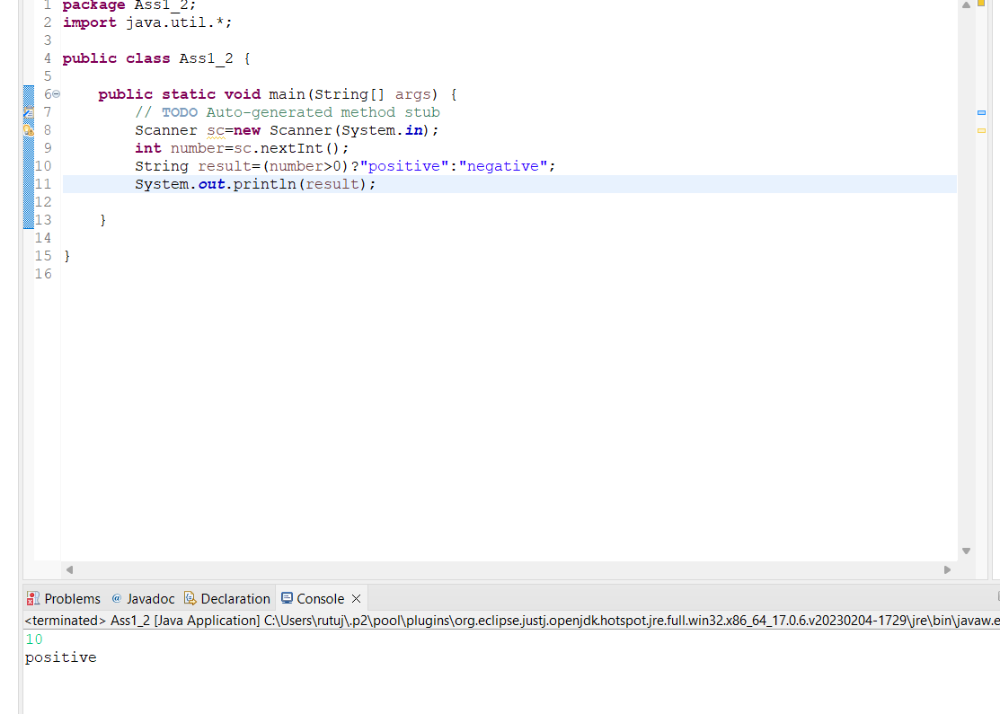 1 package Ass1_2;
2 import java.util.*;
3
4 public class Ass1_2 {
5
6     public static void main(String[] args) {
7         // TODO Auto-generated method stub
8         Scanner sc=new Scanner(System.in);
9         int number=sc.nextInt();
10         String result=(number>0)?"positive":"negative";
11         System.out.println(result);
12
13     }
14
15 }
16
Problems @ Javadoc Declaration Console
<terminated> Ass1_2 [Java Application] C:\Users\rutuj\.p2\pool\plugins\org.eclipse.justj.openjdk.hotspot.jre.full.win32.x86_64_17.0.6.v20230204-1729\jre\bin\javaw.e
10
positive